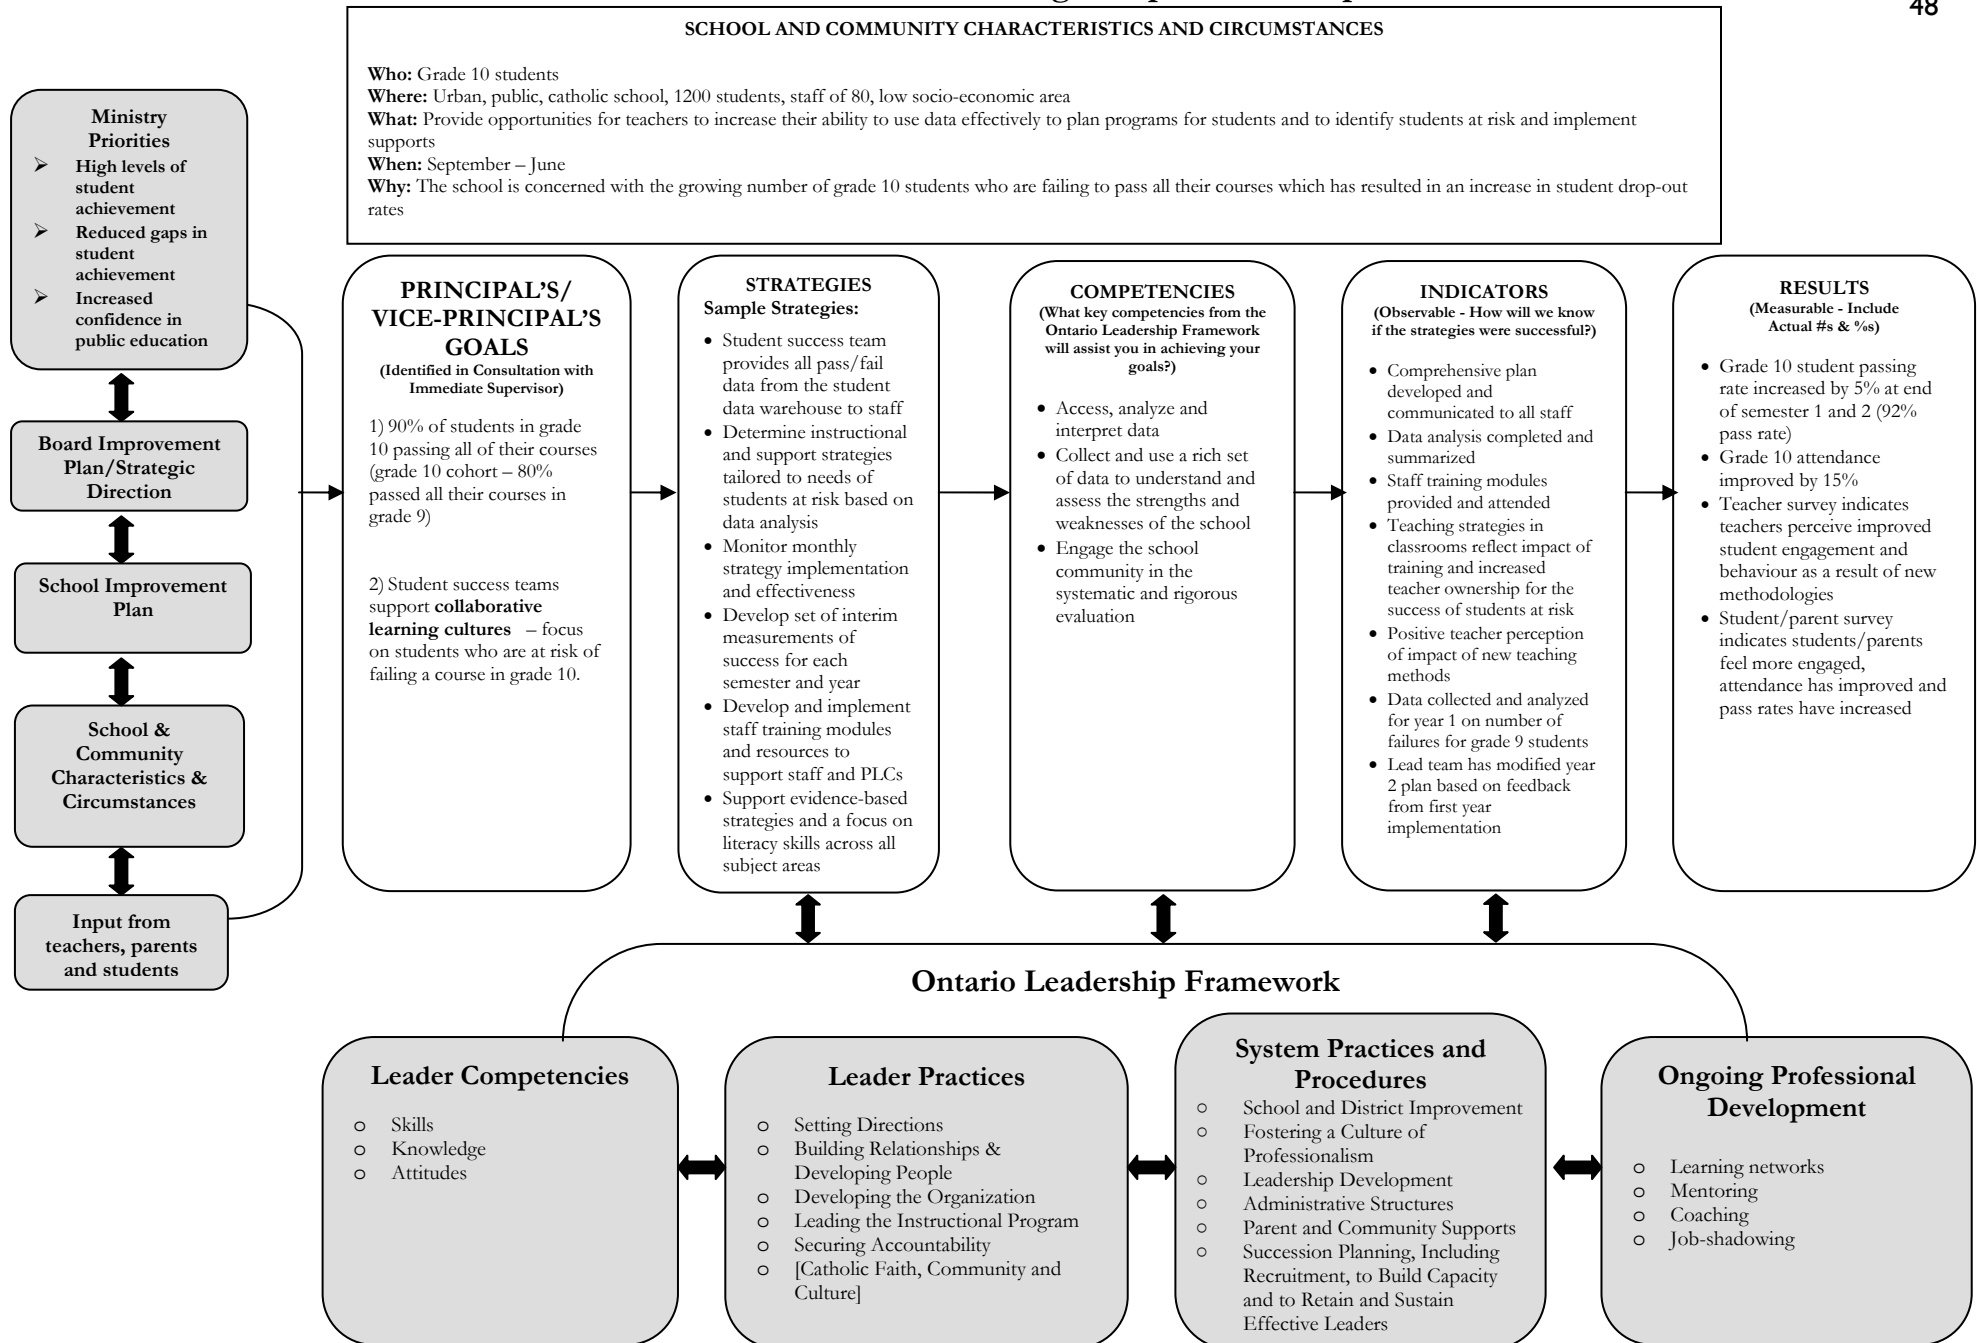 48
SCHOOL AND COMMUNITY CHARACTERISTICS AND CIRCUMSTANCES
Who: Grade 10 students
Where: Urban, public, catholic school, 1200 students, staff of 80, low socio-economic area
What: Provide opportunities for teachers to increase their ability to use data effectively to plan programs for students and to identify students at risk and implement
supports
When: September – June
Why: The school is concerned with the growing number of grade 10 students who are failing to pass all their courses which has resulted in an increase in student drop-out
rates
Ministry
Priorities
➢ High levels of
student
achievement
➢ Reduced gaps in
student
achievement
➢ Increased
confidence in
public education
Board Improvement
Plan/Strategic
Direction
School Improvement
Plan
School &
Community
Characteristics &
Circumstances
Input from
teachers, parents
and students
PRINCIPAL'S/
VICE-PRINCIPAL'S
GOALS
(Identified in Consultation with
Immediate Supervisor)
1) 90% of students in grade
10 passing all of their courses
(grade 10 cohort – 80%
passed all their courses in
grade 9)
2) Student success teams
support collaborative
learning cultures – focus
on students who are at risk of
failing a course in grade 10.
STRATEGIES
Sample Strategies:
• Student success team
provides all pass/fail
data from the student
data warehouse to staff
• Determine instructional
and support strategies
tailored to needs of
students at risk based on
data analysis
• Monitor monthly
strategy implementation
and effectiveness
• Develop set of interim
measurements of
success for each
semester and year
• Develop and implement
staff training modules
and resources to
support staff and PLCs
• Support evidence-based
strategies and a focus on
literacy skills across all
subject areas
COMPETENCIES
(What key competencies from the
Ontario Leadership Framework
will assist you in achieving your
goals?)
• Access, analyze and
interpret data
• Collect and use a rich set
of data to understand and
assess the strengths and
weaknesses of the school
• Engage the school
community in the
systematic and rigorous
evaluation
INDICATORS
(Observable - How will we know
if the strategies were successful?)
• Comprehensive plan
developed and
communicated to all staff
• Data analysis completed and
summarized
• Staff training modules
provided and attended
• Teaching strategies in
classrooms reflect impact of
training and increased
teacher ownership for the
success of students at risk
• Positive teacher perception
of impact of new teaching
methods
• Data collected and analyzed
for year 1 on number of
failures for grade 9 students
• Lead team has modified year
2 plan based on feedback
from first year
implementation
RESULTS
(Measurable - Include
Actual #s & %s)
• Grade 10 student passing
rate increased by 5% at end
of semester 1 and 2 (92%
pass rate)
• Grade 10 attendance
improved by 15%
• Teacher survey indicates
teachers perceive improved
student engagement and
behaviour as a result of new
methodologies
• Student/parent survey
indicates students/parents
feel more engaged,
attendance has improved and
pass rates have increased
Ontario Leadership Framework
Leader Competencies
o Skills
o Knowledge
o Attitudes
Leader Practices
o Setting Directions
o Building Relationships &
Developing People
o Developing the Organization
o Leading the Instructional Program
o Securing Accountability
o [Catholic Faith, Community and
Culture]
System Practices and
Procedures
○ School and District Improvement
○ Fostering a Culture of
Professionalism
○ Leadership Development
○ Administrative Structures
○ Parent and Community Supports
○ Succession Planning, Including
Recruitment, to Build Capacity
and to Retain and Sustain
Effective Leaders
Ongoing Professional
Development
o Learning networks
o Mentoring
o Coaching
o Job-shadowing